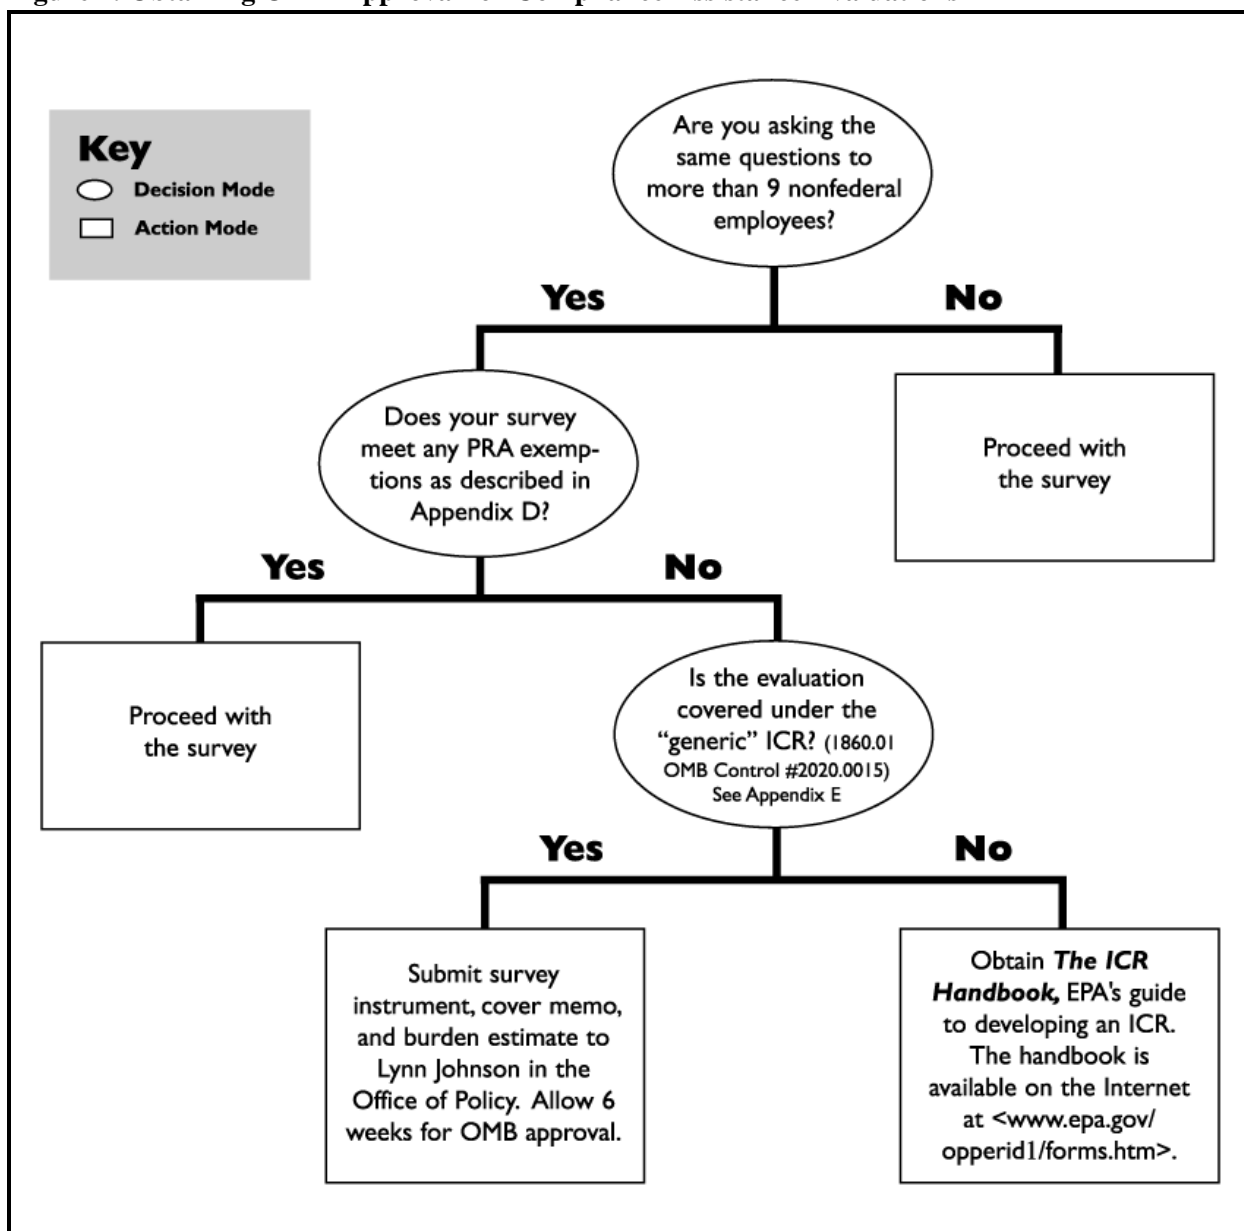 Key
Decision Mode
Action Mode
Are you asking the
same questions to
more than 9 nonfederal
employees?
Yes
No
Does your survey
meet any PRA exemp-
tions as described in
Appendix D?
Proceed with
the survey
Yes
No
Proceed with
the survey
Is the evaluation
covered under the
“generic” ICR? (1860.01
OMB Control #2020.0015)
See Appendix E
Yes
No
Submit survey
instrument, cover memo,
and burden estimate to
Lynn Johnson in the
Office of Policy. Allow 6
weeks for OMB approval.
Obtain The ICR
Handbook, EPA's guide
to developing an ICR.
The handbook is
available on the Internet
at <www.epa.gov/
opperid1/forms.htm>.